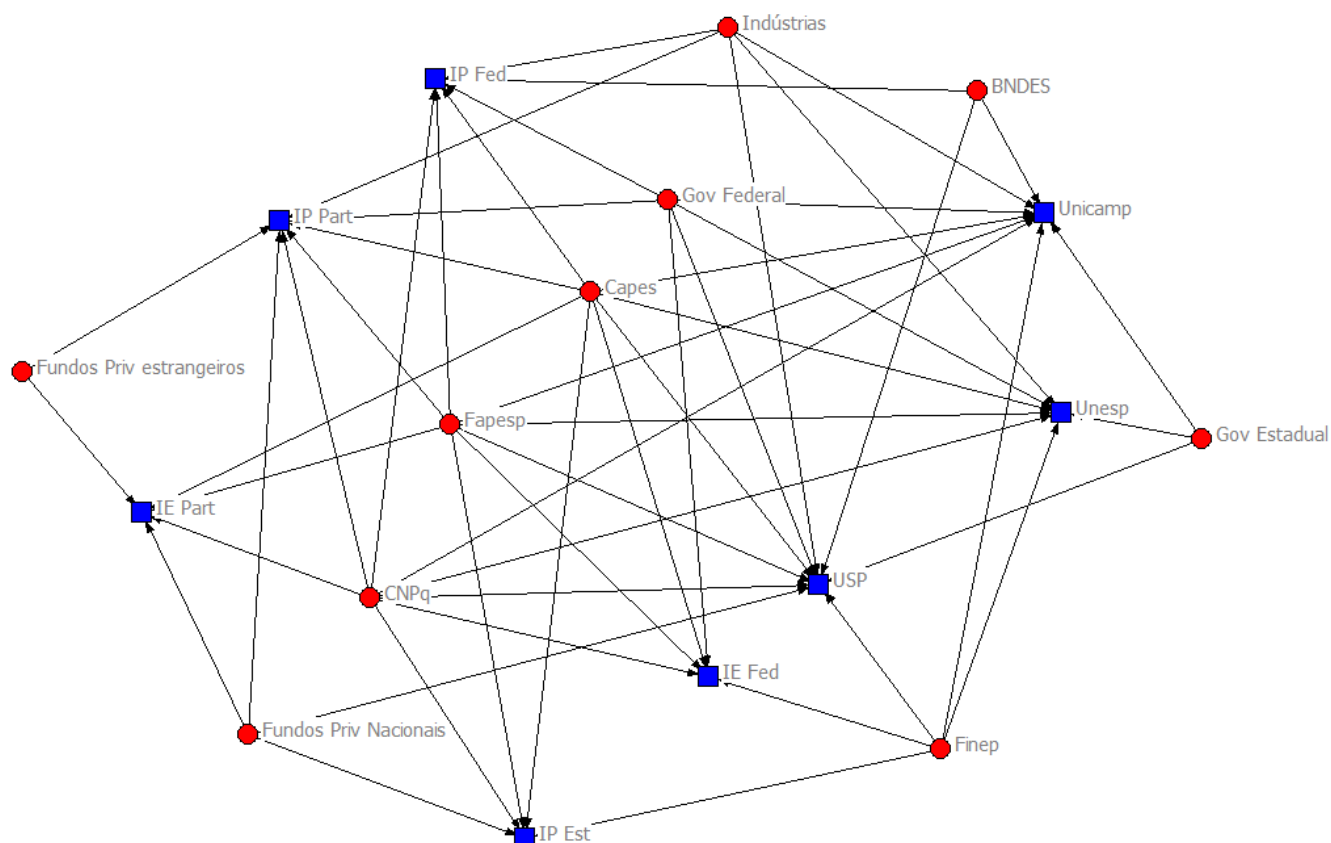 Indústrias
IP Fed
BNDES
Gov Federal
IP Part
Unicamp
Capes
Fundos Priv estrangeiros
Unesp
Fapesp
Gov Estadual
IE Part
USP
CNPq
IE Fed
Fundos Priv Nacionais
Finep
IP Est